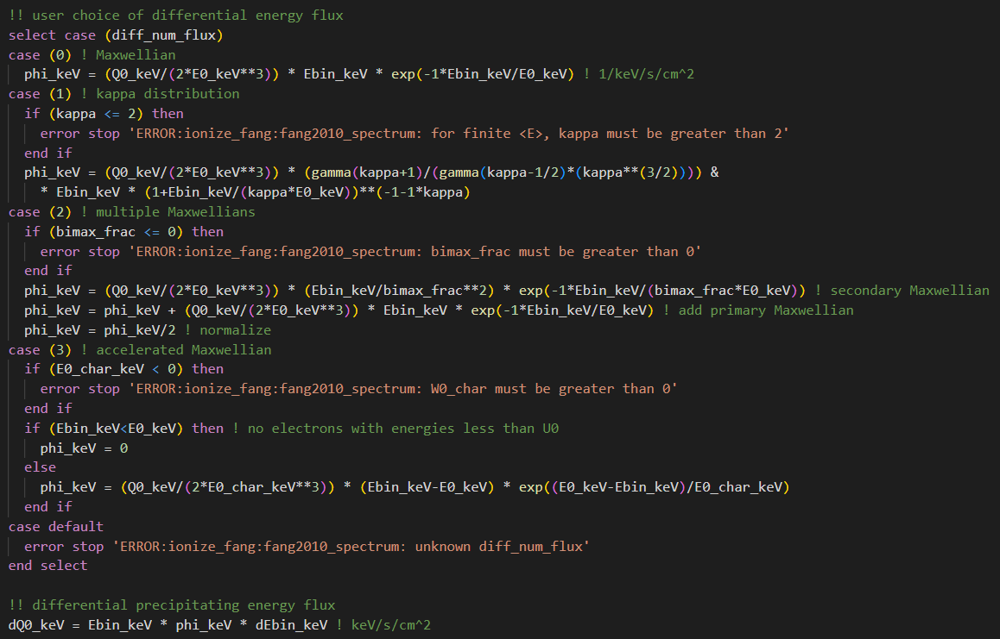 !! user choice of differential energy flux
select case (diff_num_flux)
case (0) ! Maxwellian
  phi_keV = (Q0_keV/(2*E0_keV**3)) * Ebin_keV * exp(-1*Ebin_keV/E0_keV) ! 1/keV/s/cm^2
case (1) ! kappa distribution
  if (kappa <= 2) then
    error stop 'ERROR:ionize_fang:fang2010_spectrum: for finite <E>, kappa must be greater than 2'
  end if
  phi_keV = (Q0_keV/(2*E0_keV**3)) * (gamma(kappa+1)/(gamma(kappa-1/2)*(kappa**(3/2)))) &
    * Ebin_keV * (1+Ebin_keV/(kappa*E0_keV))**(-1-1*kappa)
case (2) ! multiple Maxwellians
  if (bimax_frac <= 0) then
    error stop 'ERROR:ionize_fang:fang2010_spectrum: bimax_frac must be greater than 0'
  end if
  phi_keV = (Q0_keV/(2*E0_keV**3)) * (Ebin_keV/bimax_frac**2) * exp(-1*Ebin_keV/(bimax_frac*E0_keV)) ! secondary Maxwellian
  phi_keV = phi_keV + (Q0_keV/(2*E0_keV**3)) * Ebin_keV * exp(-1*Ebin_keV/E0_keV) ! add primary Maxwellian
  phi_keV = phi_keV/2 ! normalize
case (3) ! accelerated Maxwellian
  if (E0_char_keV < 0) then
    error stop 'ERROR:ionize_fang:fang2010_spectrum: W0_char must be greater than 0'
  end if
  if (Ebin_keV<E0_keV) then ! no electrons with energies less than U0
    phi_keV = 0
  else
    phi_keV = (Q0_keV/(2*E0_char_keV**3)) * (Ebin_keV-E0_keV) * exp((E0_keV-Ebin_keV)/E0_char_keV)
  end if
case default
  error stop 'ERROR:ionize_fang:fang2010_spectrum: unknown diff_num_flux'
end select

!! differential precipitating energy flux
dQ0_keV = Ebin_keV * phi_keV * dEbin_keV ! keV/s/cm^2